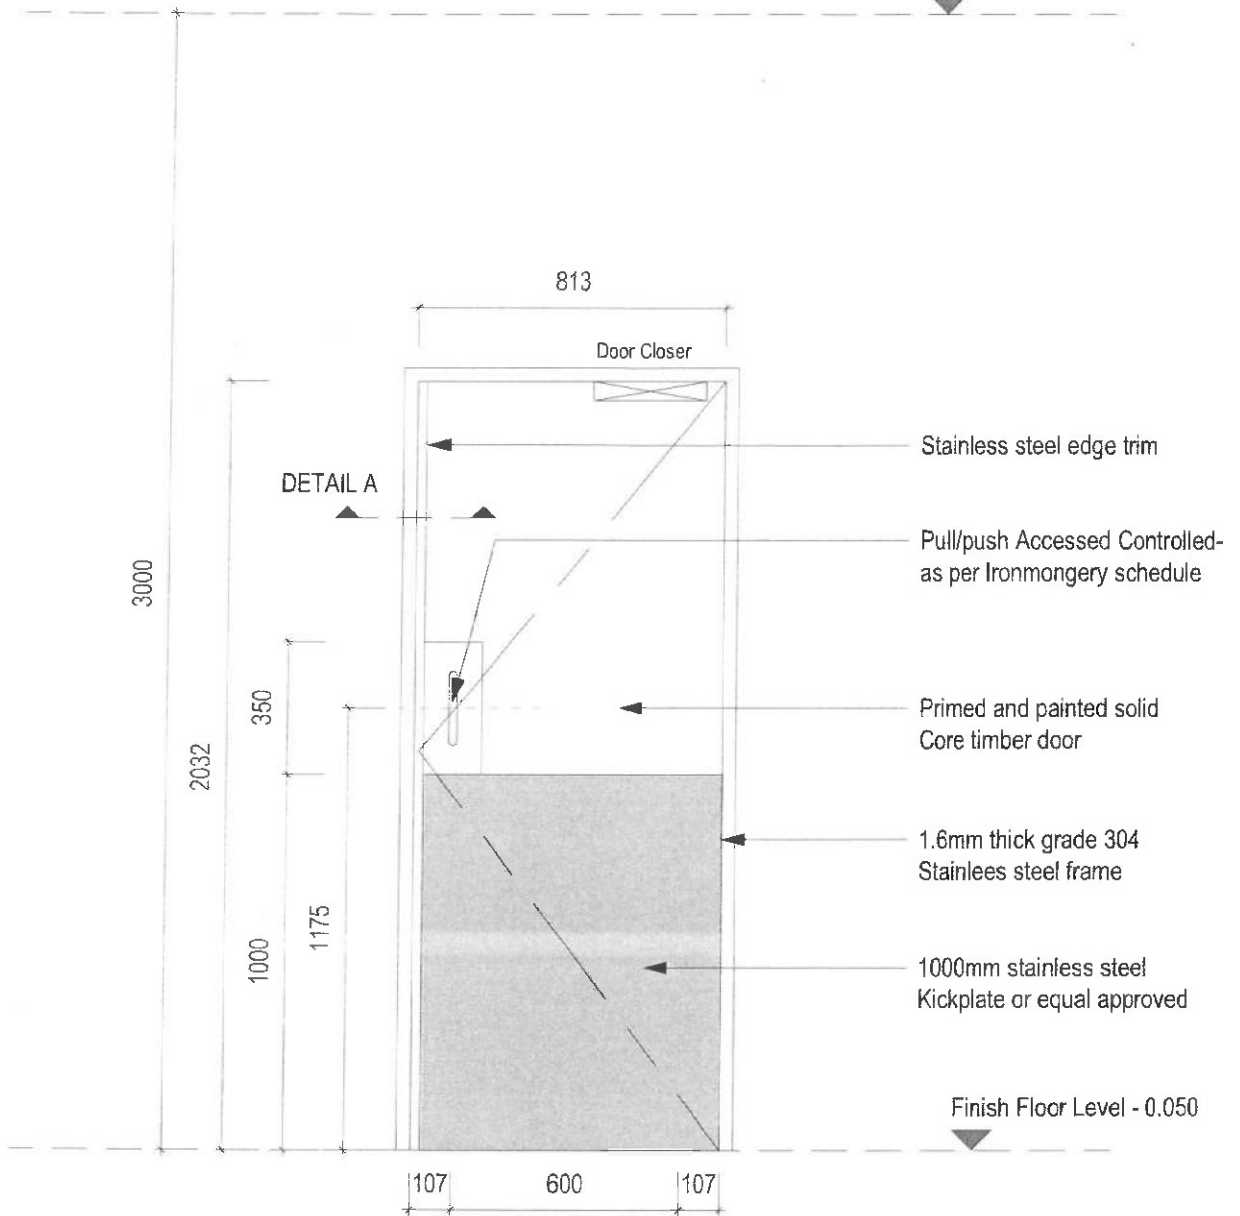 813
Door Closer
Stainless steel edge trim
DETAIL A
Pull/push Accessed Controlled-
as per Ironmongery schedule
3000
350
Primed and painted solid
Core timber door
2032
1.6mm thick grade 304
Stainlees steel frame
1175
1000
1000mm stainless steel
Kickplate or equal approved
Finish Floor Level - 0.050
107
600
107